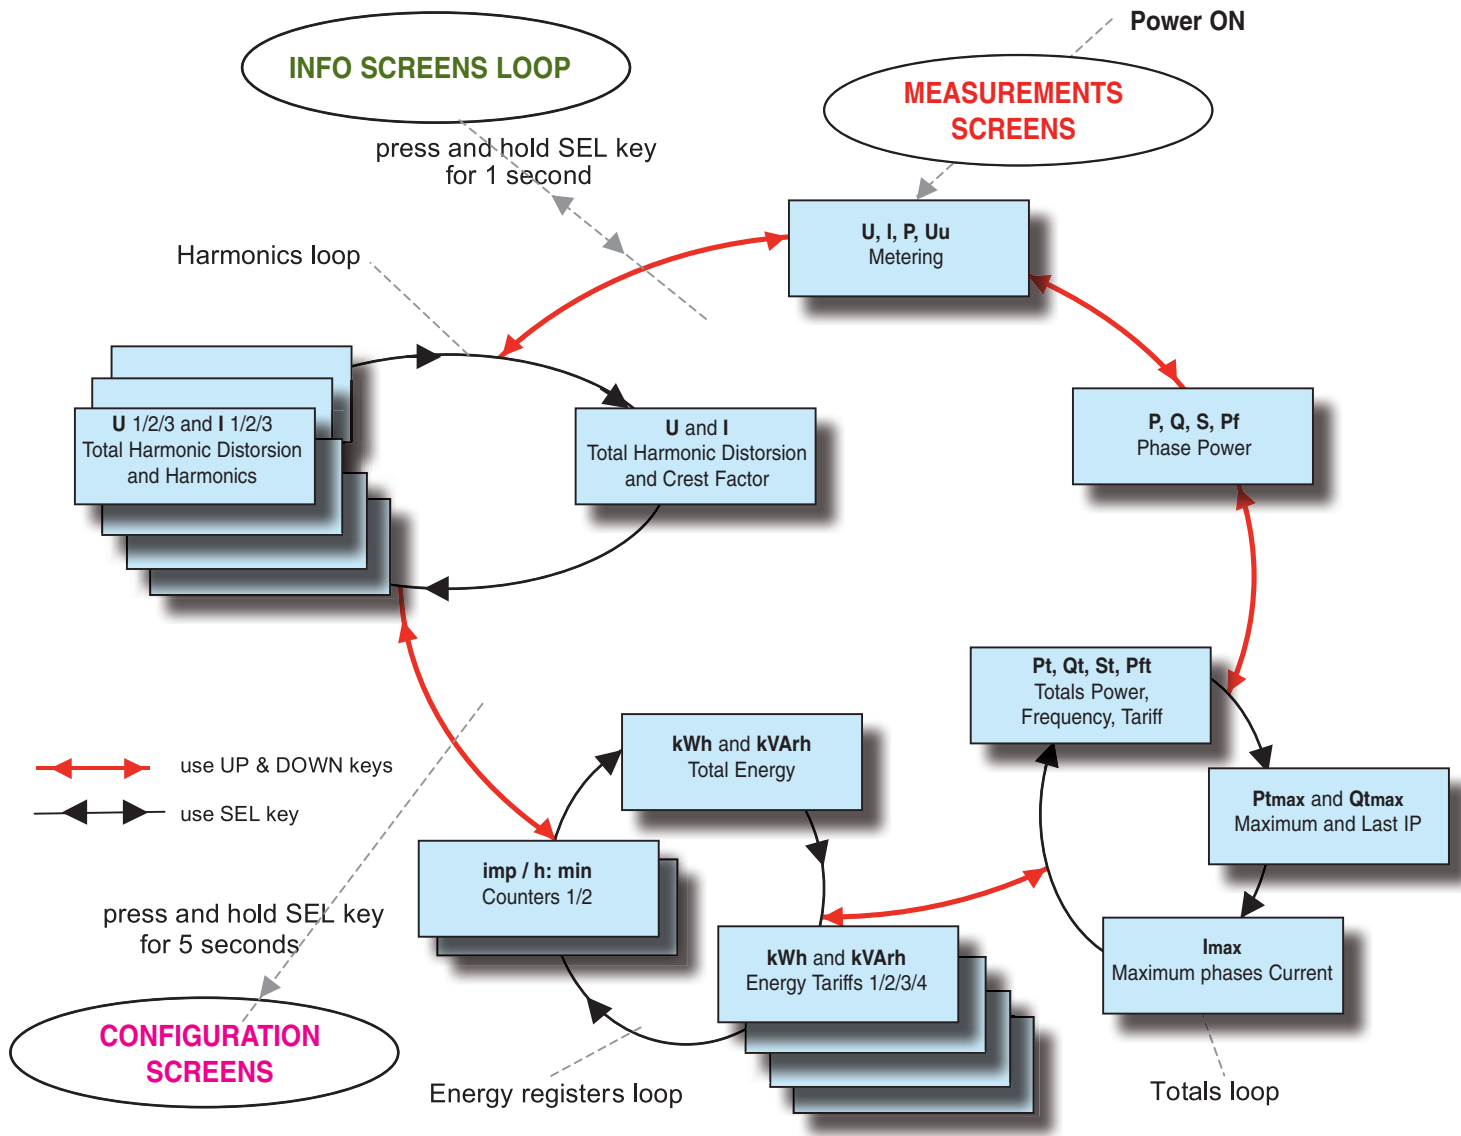 Power ON
INFO SCREENS LOOP
MEASUREMENTS
SCREENS
press and hold SEL key
for 1 second
U, I, P, Uu
Metering
Harmonics loop
U 1/2/3 and I 1/2/3
Total Harmonic Distorsion
and Harmonics
U and I
Total Harmonic Distorsion
and Crest Factor
P, Q, S, Pf
Phase Power
Pt, Qt, St, Pft
Totals Power,
Frequency, Tariff
kWh and kVArh
Total Energy
use UP & DOWN keys
use SEL key
Ptmax and Qtmax
Maximum and Last IP
imp / h: min
Counters 1/2
press and hold SEL key
for 5 seconds
kWh and kVArh
Energy Tariffs 1/2/3/4
Imax
Maximum phases Current
CONFIGURATION
SCREENS
Energy registers loop
Totals loop